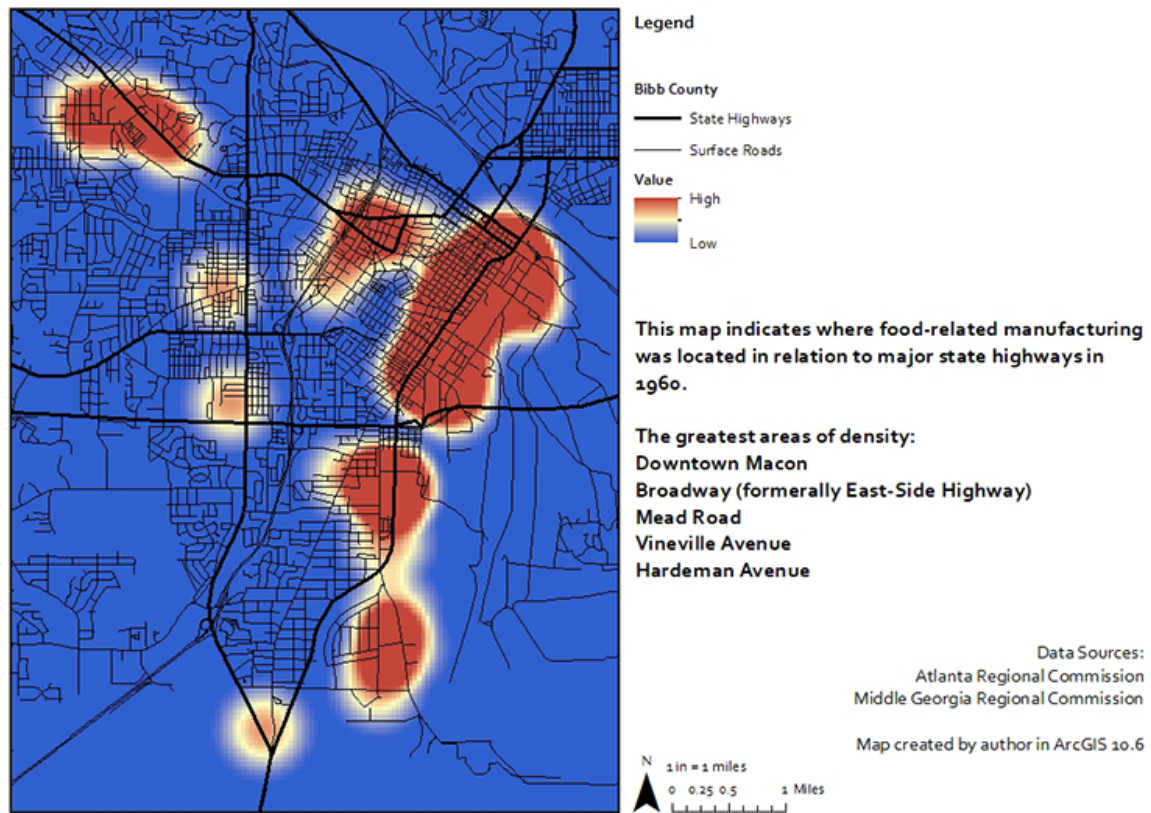 Legend
Bibb County
State Highways
Surface Roads
Value
High
Low
This map indicates where food-related manufacturing
was located in relation to major state highways in
1960.
The greatest areas of density:
Downtown Macon
Broadway (formerally East-Side Highway)
Mead Road
Vineville Avenue
Hardeman Avenue
Data Sources:
Atlanta Regional Commission
Middle Georgia Regional Commission
Map created by author in ArcGIS 10.6
N
1 in = 1 miles
0 0.25 0.5 1 Miles